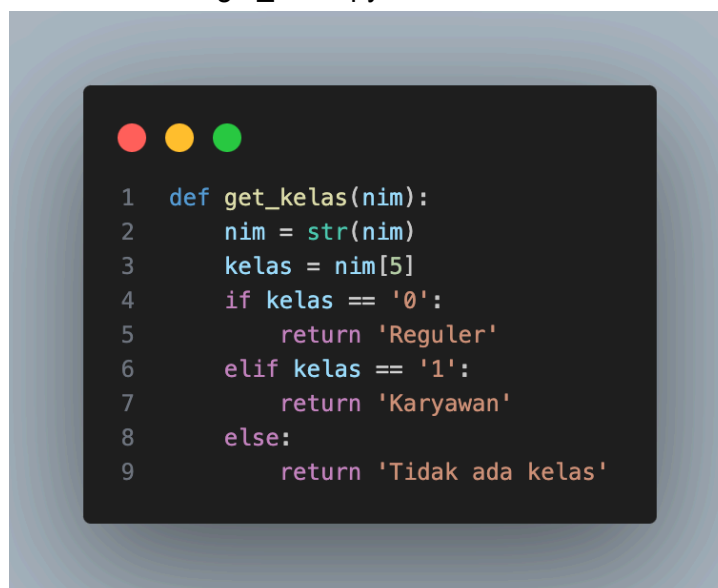 1 def get_kelas(nim):
2     nim = str(nim)
3     kelas = nim[5]
4     if kelas == '0':
5         return 'Reguler'
6     elif kelas == '1':
7         return 'Karyawan'
8     else:
9         return 'Tidak ada kelas'